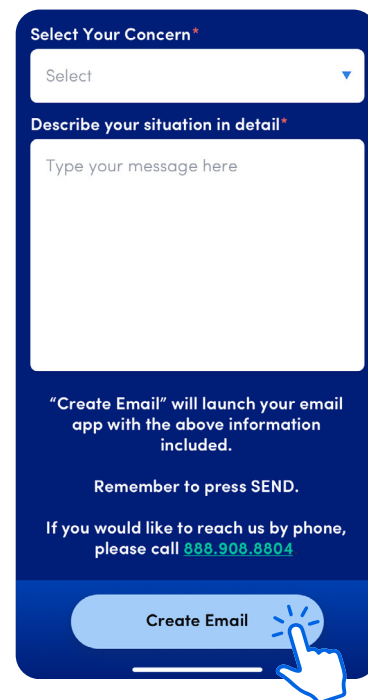 Select Your Concern*
Select
Describe your situation in detail*
Type your message here
“Create Email” will launch your email
app with the above information
included.
Remember to press SEND.
If you would like to reach us by phone,
please call 888.908.8804
Create Email